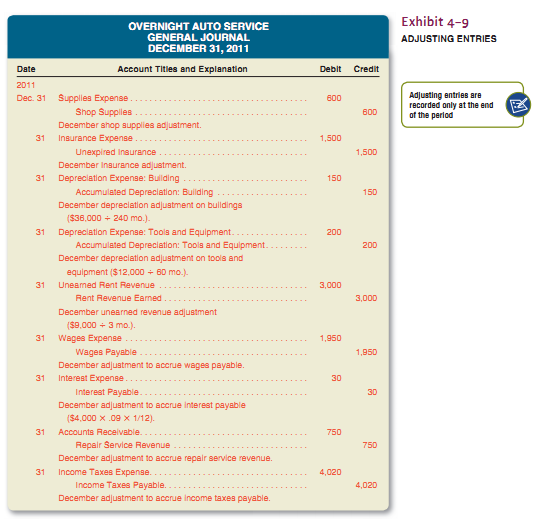 OVERNIGHT AUTO SERVICE
GENERAL JOURNAL
DECEMBER 31, 2011
Date Account Titles and Explanation Debit Credit
2011
Dec. 31 Supplies Expense 600
Shop Supplies 600
December shop supplies adjustment.
31 Insurance Expense 1,500
Unexpired Insurance 1,500
December Insurance adjustment.
31 Depreciation Expense: Building 150
Accumulated Depreciation: Building 150
December depreciation adjustment on buildings
($36,000 ÷ 240 mo.).
31 Depreciation Expense: Tools and Equipment 200
Accumulated Depreciation: Tools and Equipment 200
December depreciation adjustment on tools and
equipment ($12,000 ÷ 60 mo.).
31 Unearned Rent Revenue 3,000
Rent Revenue Earned 3,000
December unearned revenue adjustment
($9,000 ÷ 3 mo.).
31 Wages Expense 1,950
Wages Payable 1,950
December adjustment to accrue wages payable.
31 Interest Expense 30
Interest Payable 30
December adjustment to accrue interest payable
($4,000 × .09 × 1/12).
31 Accounts Receivable 750
Repair Service Revenue 750
December adjustment to accrue repair service revenue.
31 Income Taxes Expense 4,020
Income Taxes Payable 4,020
December adjustment to accrue income taxes payable.
Exhibit 4–9
ADJUSTING ENTRIES
Adjusting entries are
recorded only at the end
of the period